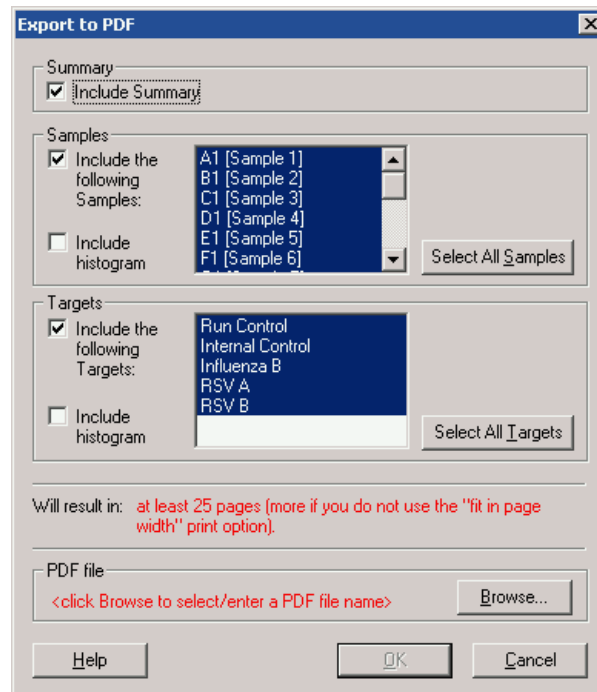 Export to PDF
Summary
Include Summary
Samples
Include the
following
Samples:
Include
histogram
A1 [Sample 1]
B1 [Sample 2]
C1 [Sample 3]
D1 [Sample 4]
E1 [Sample 5]
F1 [Sample 6]
Select All Samples
Targets
Include the
following
Targets:
Include
histogram
Run Control
Internal Control
Influenza B
RSV A
RSV B
Select All Targets
Will result in: at least 25 pages (more if you do not use the "fit in page
width" print option).
PDF file
<click Browse to select/enter a PDF file name>
Browse...
Help
OK
Cancel